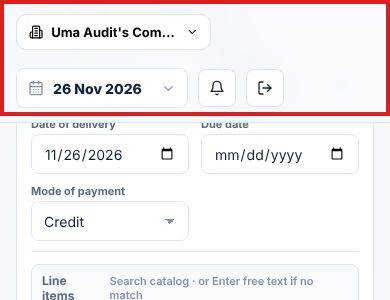 Uma Audit's Com...
26 Nov 2026
Date of delivery Due date
11/26/2026 mm/dd/yyyy
Mode of payment
Credit
Line items Search catalog · or Enter free text if no match